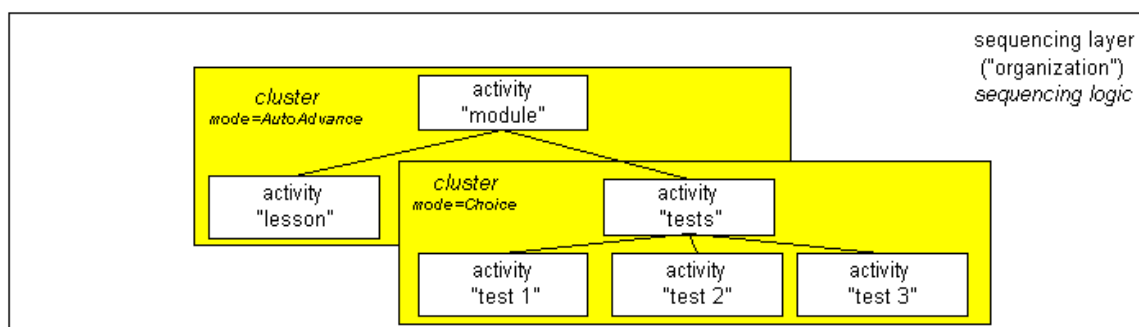 sequencing layer
("organization")
sequencing logic
cluster
mode=AutoAdvance
activity
"module"
activity
"lesson"
cluster
mode=Choice
activity
"tests"
activity
"test 1"
activity
"test 2"
activity
"test 3"